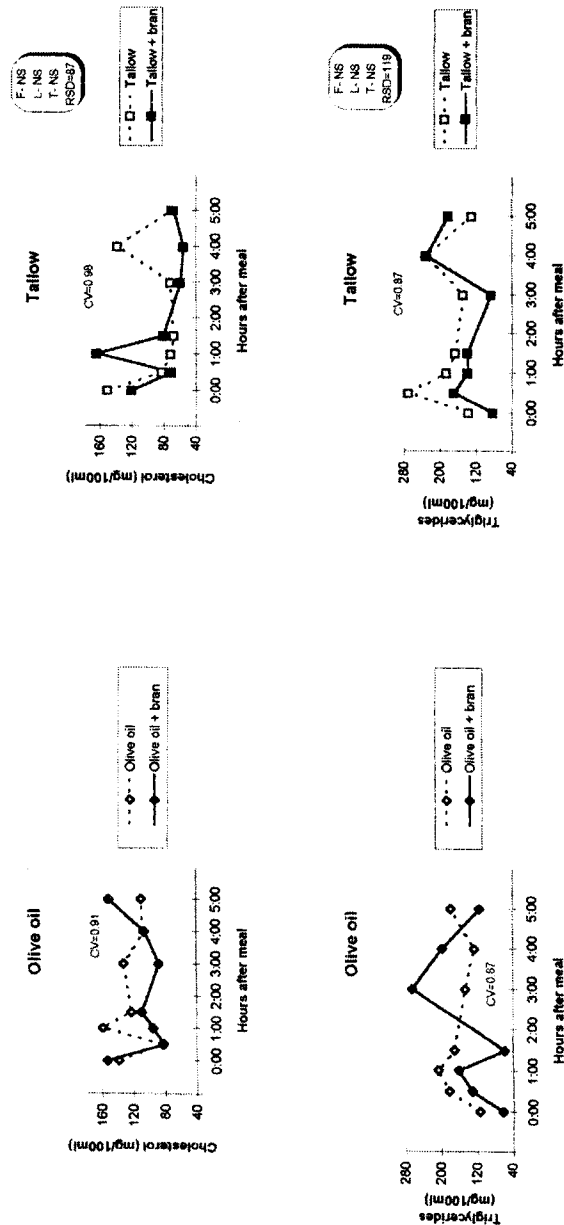 Olive oil
Cholesterol (mg/100ml)
160
120
80
40
CV=0.91
0:00 1:00 2:00 3:00 4:00 5:00
Hours after meal
Olive oil
Olive oil + bran
Tallow
Cholesterol (mg/100ml)
160
120
80
40
CV=0.98
0:00 1:00 2:00 3:00 4:00 5:00
Hours after meal
F- NS
L- NS
T- NS
RSD=87
Tallow
Tallow + bran
Olive oil
Triglycerides
(mg/100ml)
280
200
120
40
CV=0.87
0:00 1:00 2:00 3:00 4:00 5:00
Hours after meal
Olive oil
Olive oil + bran
Tallow
Triglycerides
(mg/100ml)
280
200
120
40
CV=0.87
0:00 1:00 2:00 3:00 4:00 5:00
Hours after meal
F- NS
L- NS
T- NS
RSD=119
Tallow
Tallow + bran